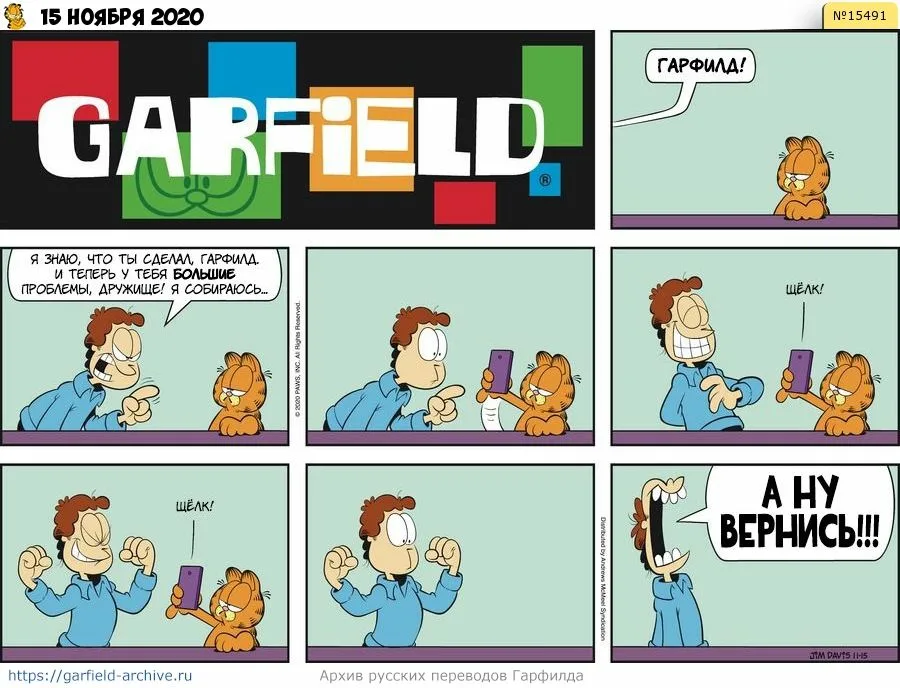 15 НОЯБРЯ 2020
№15491
GARFIELD®
ГАРФИЛД!
Я ЗНАЮ, ЧТО ТЫ СДЕЛАЛ, ГАРФИЛД.
И ТЕПЕРЬ У ТЕБЯ БОЛЬШИЕ
ПРОБЛЕМЫ, ДРУЖИЩЕ! Я СОБИРАЮСЬ...
© 2020 PAWS, INC. All Rights Reserved.
ЩЁЛК!
ЩЁЛК!
Distributed by Andrews McMeel Syndication
А НУ
ВЕРНИСЬ!!!
JIM DAVIS 11-15
https://garfield-archive.ru
Архив русских переводов Гарфилда